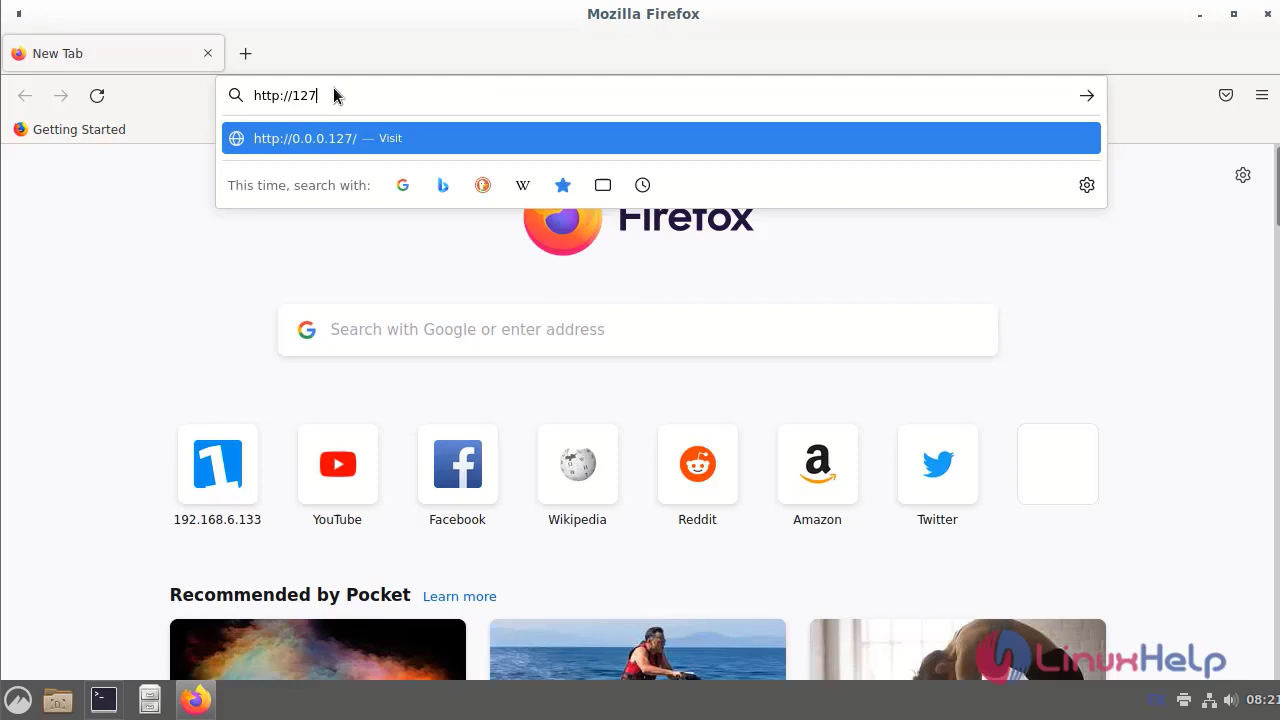 Mozilla Firefox
New Tab
http://127
Getting Started
http://0.0.0.127/ — Visit
This time, search with:
Firefox
Search with Google or enter address
192.168.6.133
YouTube
Facebook
Wikipedia
Reddit
Amazon
Twitter
Recommended by Pocket Learn more
LinuxHelp
08:21